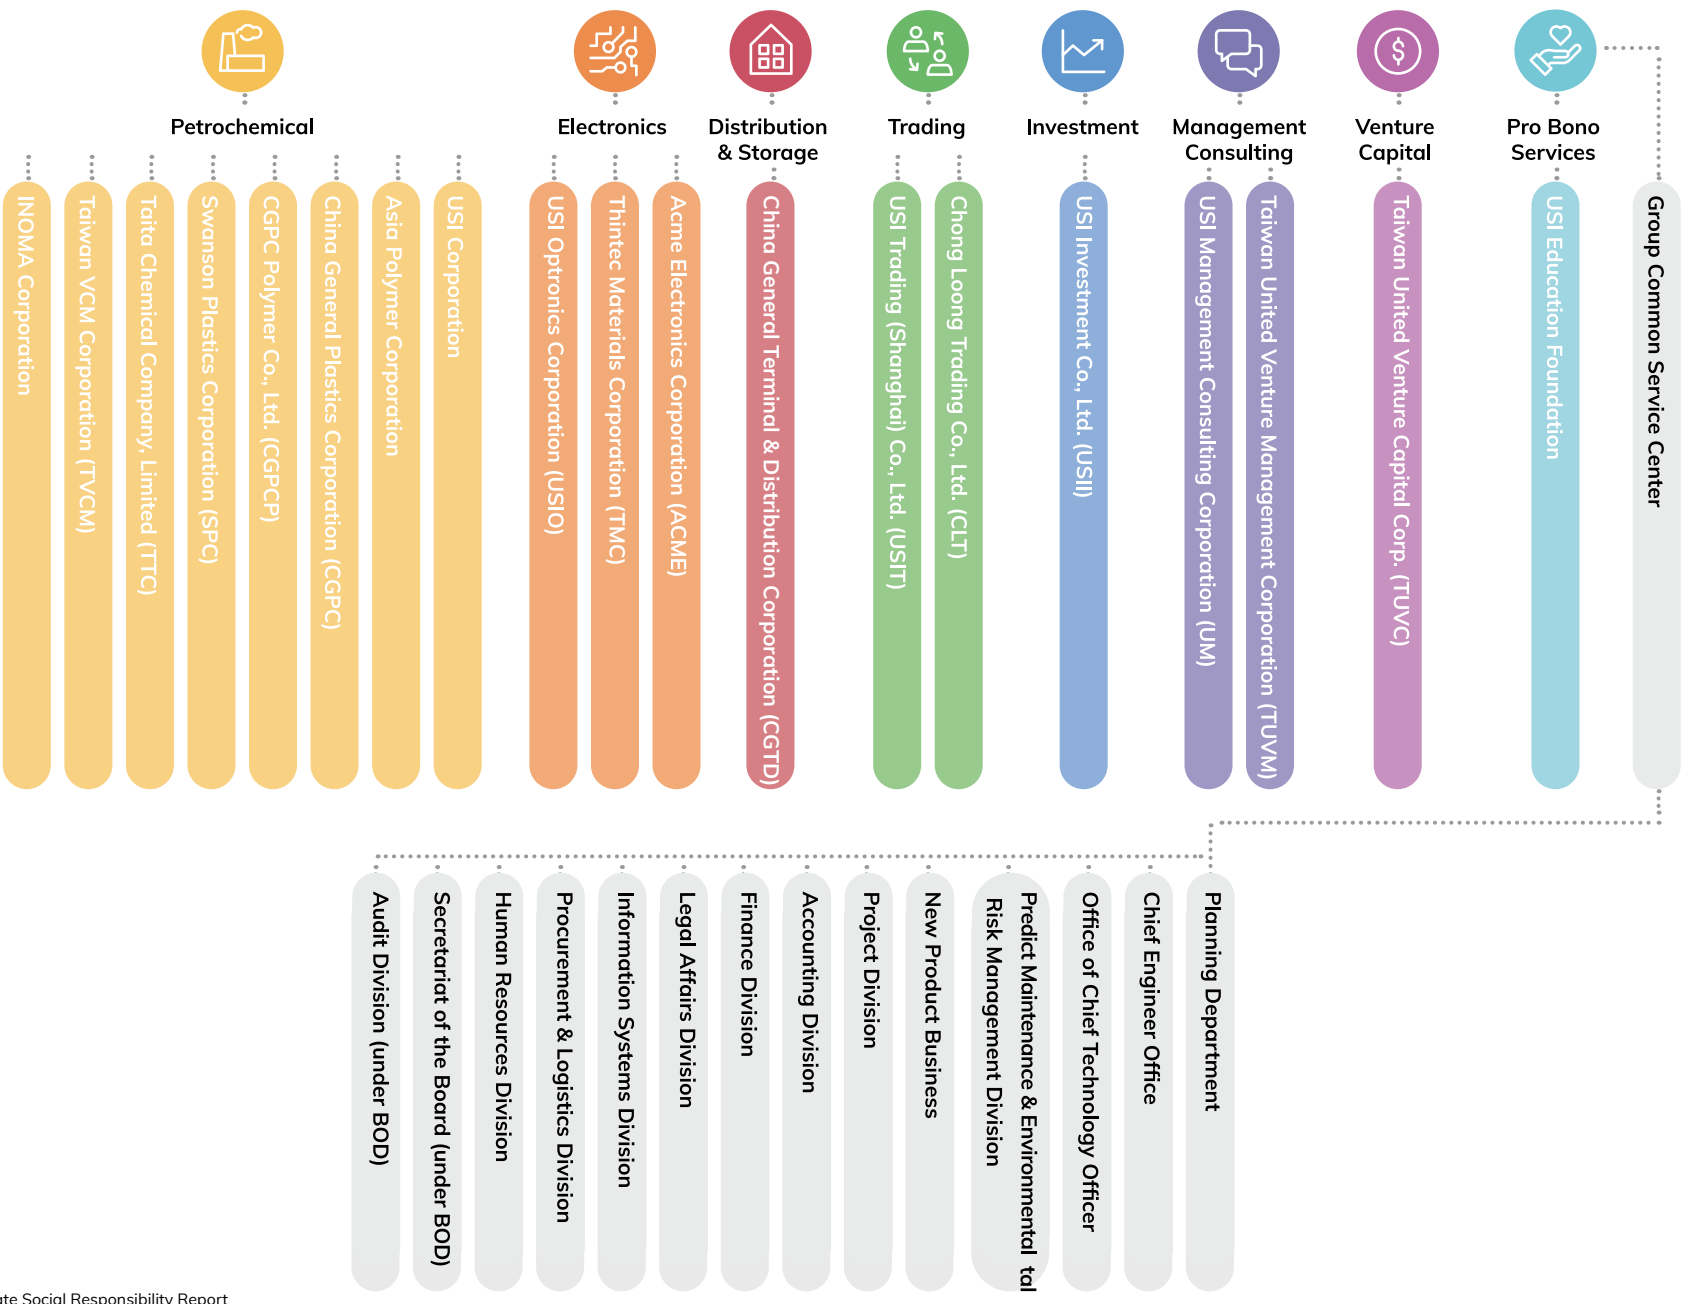 Petrochemical
Electronics
Distribution
& Storage
Trading
Investment
Management
Consulting
Venture
Capital
Pro Bono
Services
INOMA Corporation
Taiwan VCM Corporation (TVCM)
Taita Chemical Company, Limited (TTC)
Swanson Plastics Corporation (SPC)
CGPC Polymer Co., Ltd. (CGPCP)
China General Plastics Corporation (CGPC)
Asia Polymer Corporation
USI Corporation
USI Optronics Corporation (USIO)
Thintec Materials Corporation (TMC)
Acme Electronics Corporation (ACME)
China General Terminal & Distribution Corporation (CGTD)
USI Trading (Shanghai) Co., Ltd. (USIT)
Chong Loong Trading Co., Ltd. (CLT)
USI Investment Co., Ltd. (USII)
USI Management Consulting Corporation (UM)
Taiwan United Venture Management Corporation (TUVM)
Taiwan United Venture Capital Corp. (TUVC)
USI Education Foundation
Group Common Service Center
Audit Division (under BOD)
Secretariat of the Board (under BOD)
Human Resources Division
Procurement & Logistics Division
Information Systems Division
Legal Affairs Division
Finance Division
Accounting Division
Project Division
New Product Business
Predict Maintenance & Environmental tal
Risk Management Division
Office of Chief Technology Officer
Chief Engineer Office
Planning Department
ate Social Responsibility Report